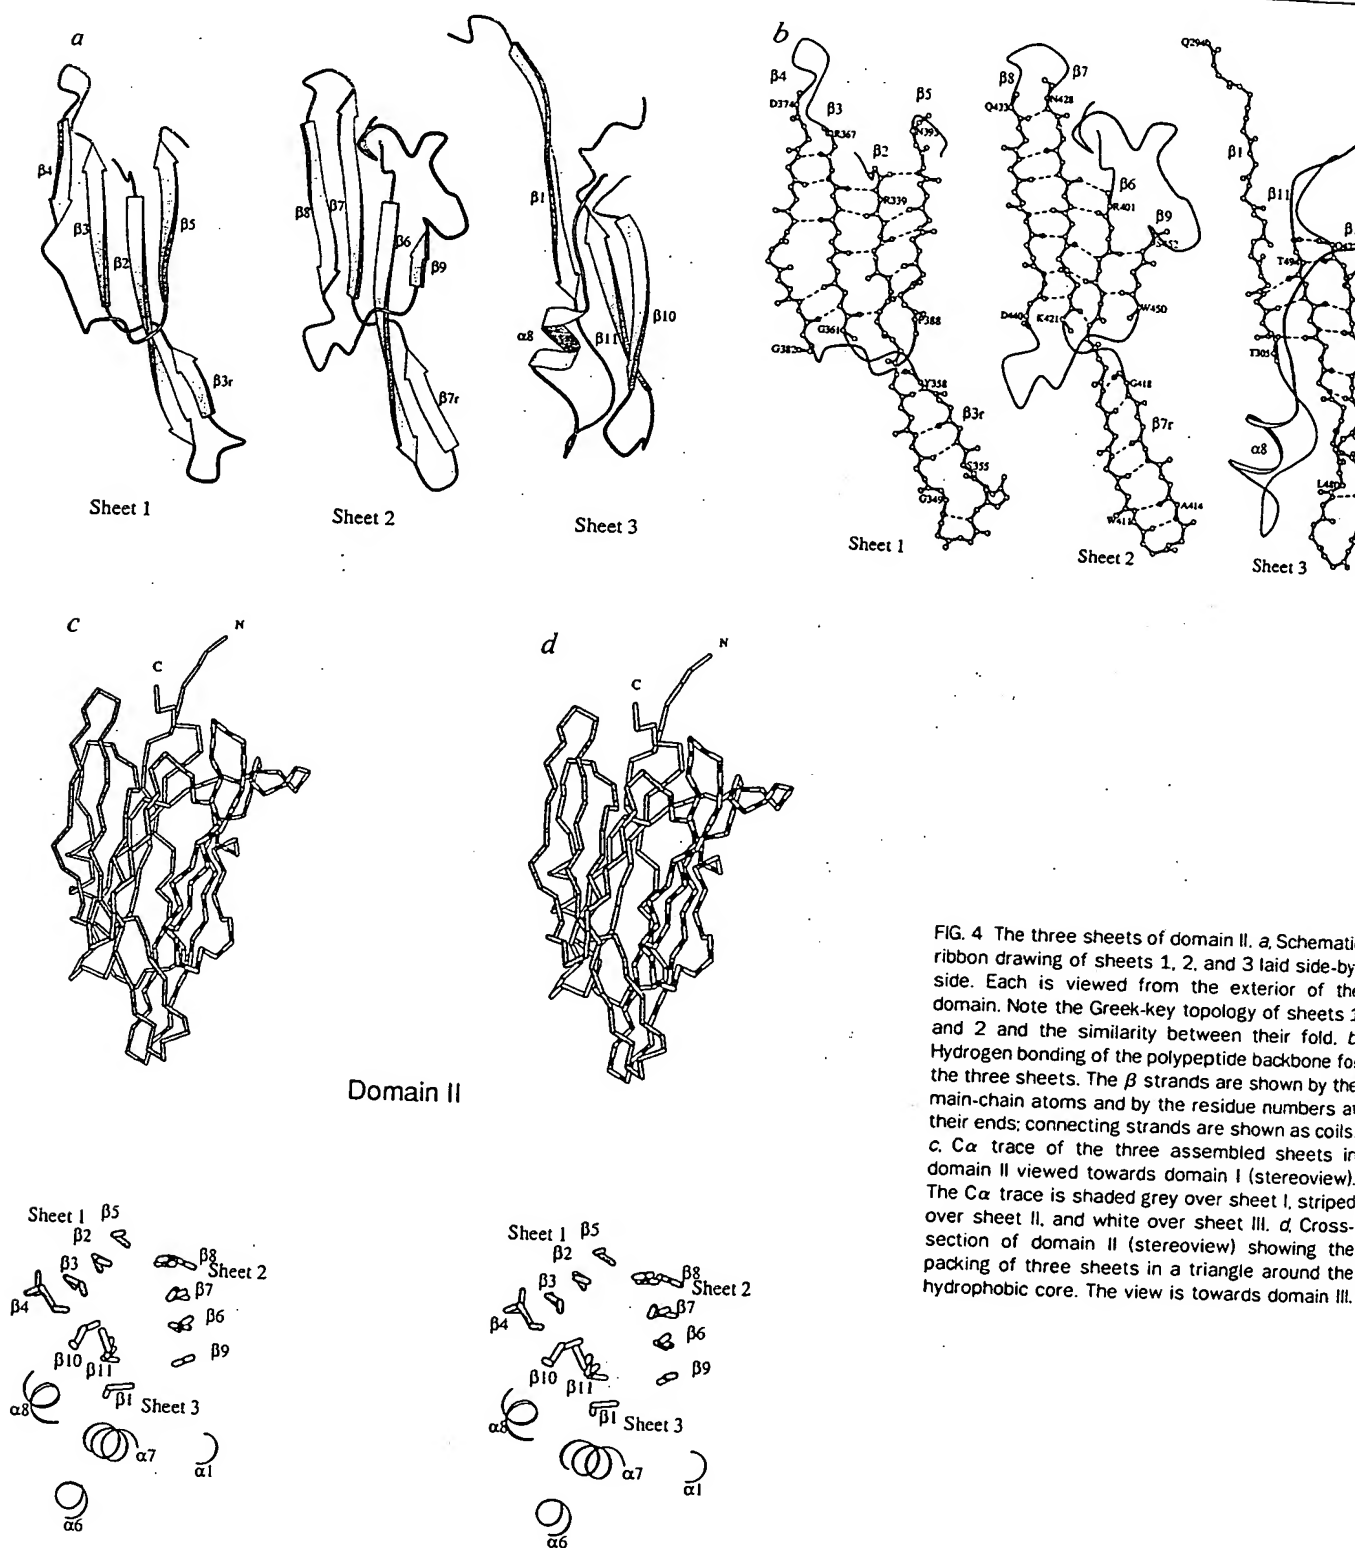 a
β4
β3
β2
β5
β3r
Sheet 1
β8
β7
β6
β9
β7r
Sheet 2
β1
α8
β11
β10
Sheet 3
b
β4
D374
β3
R367
β5
N393
β2
R339
G361
G382
P388
Y358
β3r
S355
G349
Sheet 1
β8
β7
Q433
N428
β6
R401
β9
S452
D440
K421
W450
G418
β7r
W411
A414
Sheet 2
Q294
β1
β11
T494
T305
α8
L480
Sheet 3
c
N
C
d
N
C
Domain II
Sheet 1 β5
β2
β3
β4
β8
Sheet 2
β7
β6
β9
β10
β11
β1 Sheet 3
α8
α7
α1
α6
Sheet 1 β5
β2
β3
β4
β8
Sheet 2
β7
β6
β9
β10
β11
β1 Sheet 3
α8
α7
α1
α6
FIG. 4 The three sheets of domain II. a, Schemati
ribbon drawing of sheets 1, 2, and 3 laid side-by
side. Each is viewed from the exterior of the
domain. Note the Greek-key topology of sheets 1
and 2 and the similarity between their fold. b
Hydrogen bonding of the polypeptide backbone fo
the three sheets. The β strands are shown by the
main-chain atoms and by the residue numbers a
their ends; connecting strands are shown as coils.
c, Cα trace of the three assembled sheets in
domain II viewed towards domain I (stereoview).
The Cα trace is shaded grey over sheet I, striped
over sheet II, and white over sheet III. d, Cross-
section of domain II (stereoview) showing the
packing of three sheets in a triangle around the
hydrophobic core. The view is towards domain III.